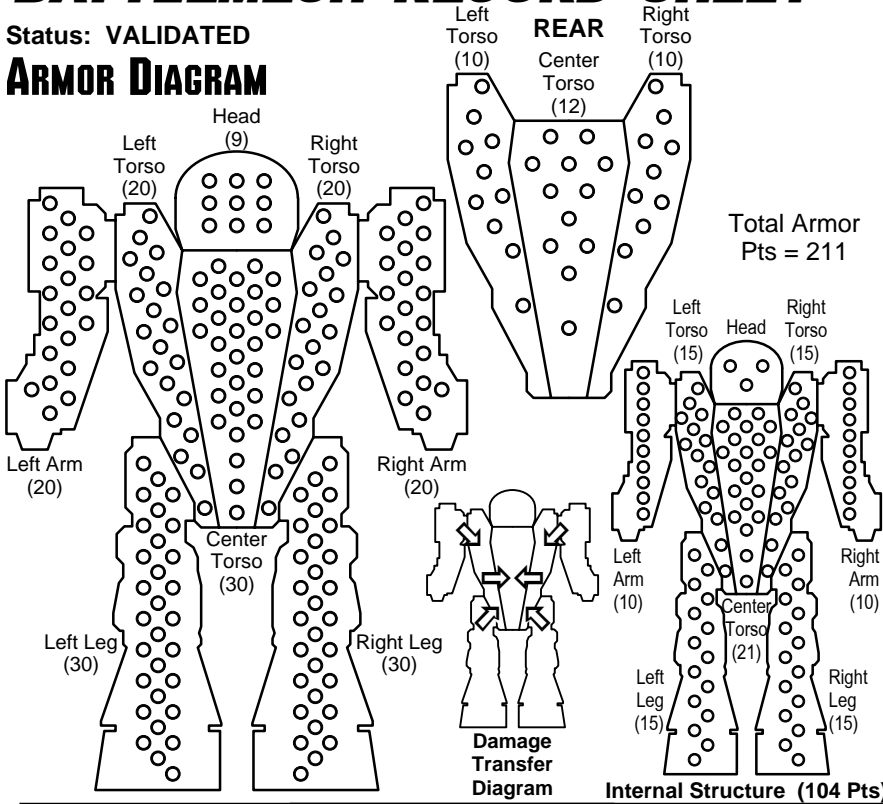 Status: VALIDATED
ARMOR DIAGRAM
Head
(9)
Left
Torso
(20)
Right
Torso
(20)
Left Arm
(20)
Right Arm
(20)
Center
Torso
(30)
Left Leg
(30)
Right Leg
(30)
REAR
Left
Torso
(10)
Center
Torso
(12)
Right
Torso
(10)
Total Armor
Pts = 211
Left
Torso
(15)
Head
Right
Torso
(15)
Left
Arm
(10)
Right
Arm
(10)
Center
Torso
(21)
Left
Leg
(15)
Right
Leg
(15)
Damage
Transfer
Diagram
Internal Structure (104 Pts)